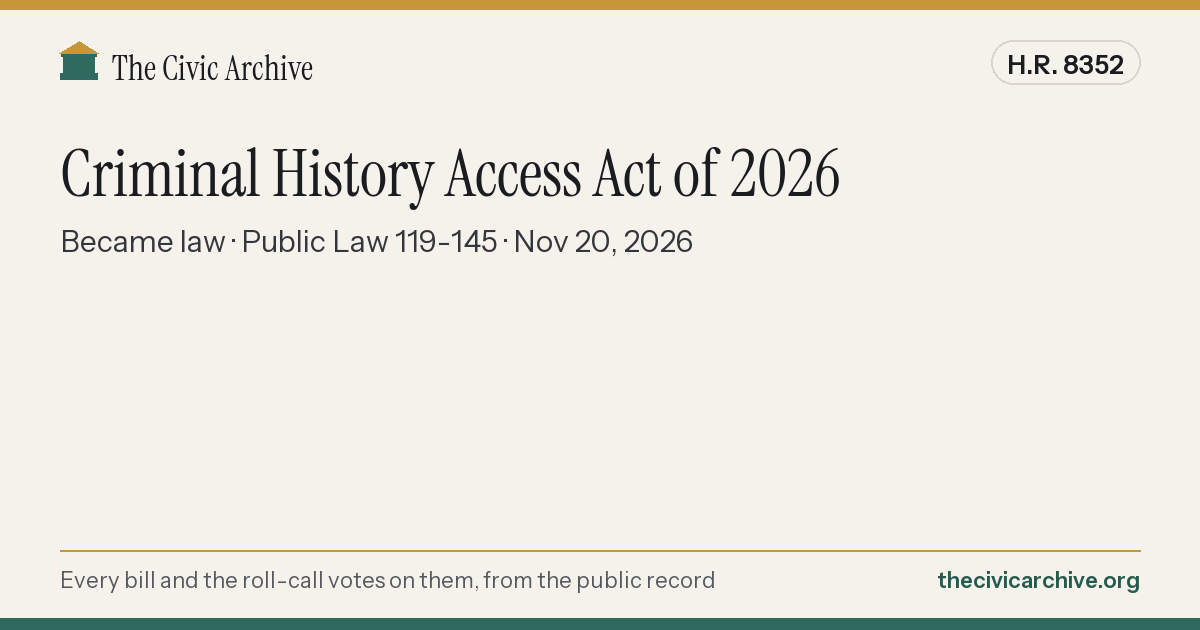 The Civic Archive
H.R. 8352
Criminal History Access Act of 2026
Became law · Public Law 119-145 · Nov 20, 2026
Every bill and the roll-call votes on them, from the public record
thecivicarchive.org